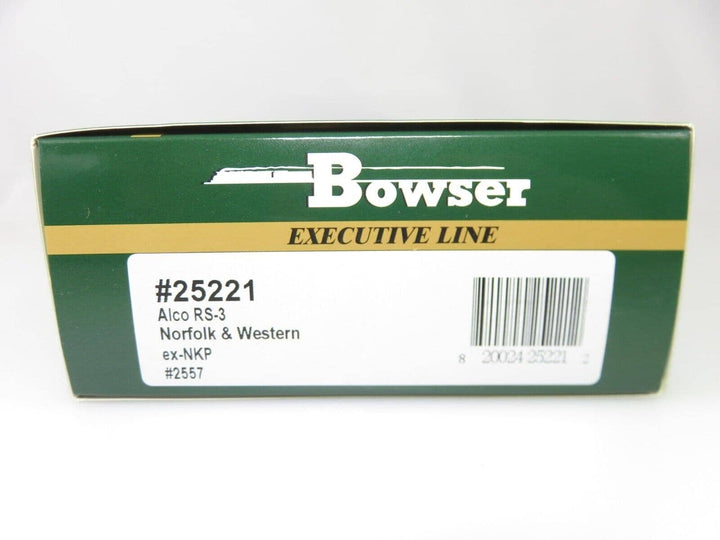 Bowser
EXECUTIVE LINE
#25221
Alco RS-3
Norfolk & Western
ex-NKP
#2557
8 20024 25221 2